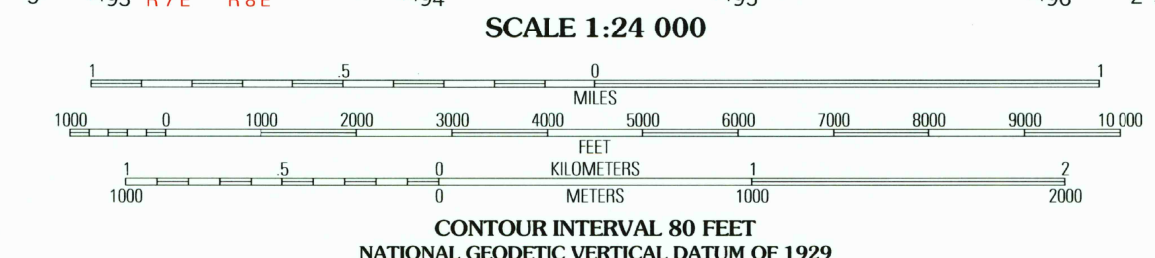 R7E R8E
SCALE 1:24 000
1 .5 0 1
MILES
1000 0 1000 2000 3000 4000 5000 6000 7000 8000 9000 10 000
FEET
1 .5 0 KILOMETERS 1 2
1000 0 METERS 1000 2000
CONTOUR INTERVAL 80 FEET
NATIONAL GEODETIC VERTICAL DATUM OF 1929